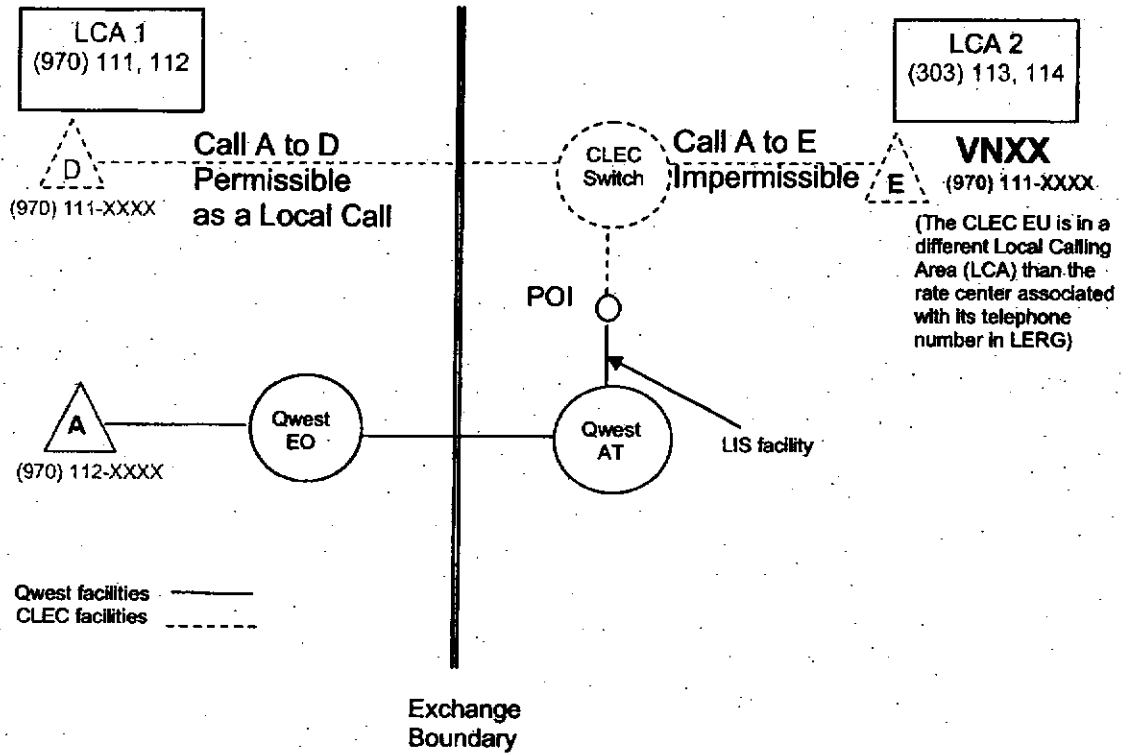 LCA 1
(970) 111, 112
LCA 2
(303) 113, 114
Call A to D
Permissible
as a Local Call
D
(970) 111-XXXX
CLEC
Switch
Call A to E
Impermissible
E
VNXX
(970) 111-XXXX
(The CLEC EU is in a
different Local Calling
Area (LCA) than the
rate center associated
with its telephone
number in LERG)
POI
A
(970) 112-XXXX
Qwest
EO
Qwest
AT
LIS facility
Qwest facilities
CLEC facilities
Exchange
Boundary